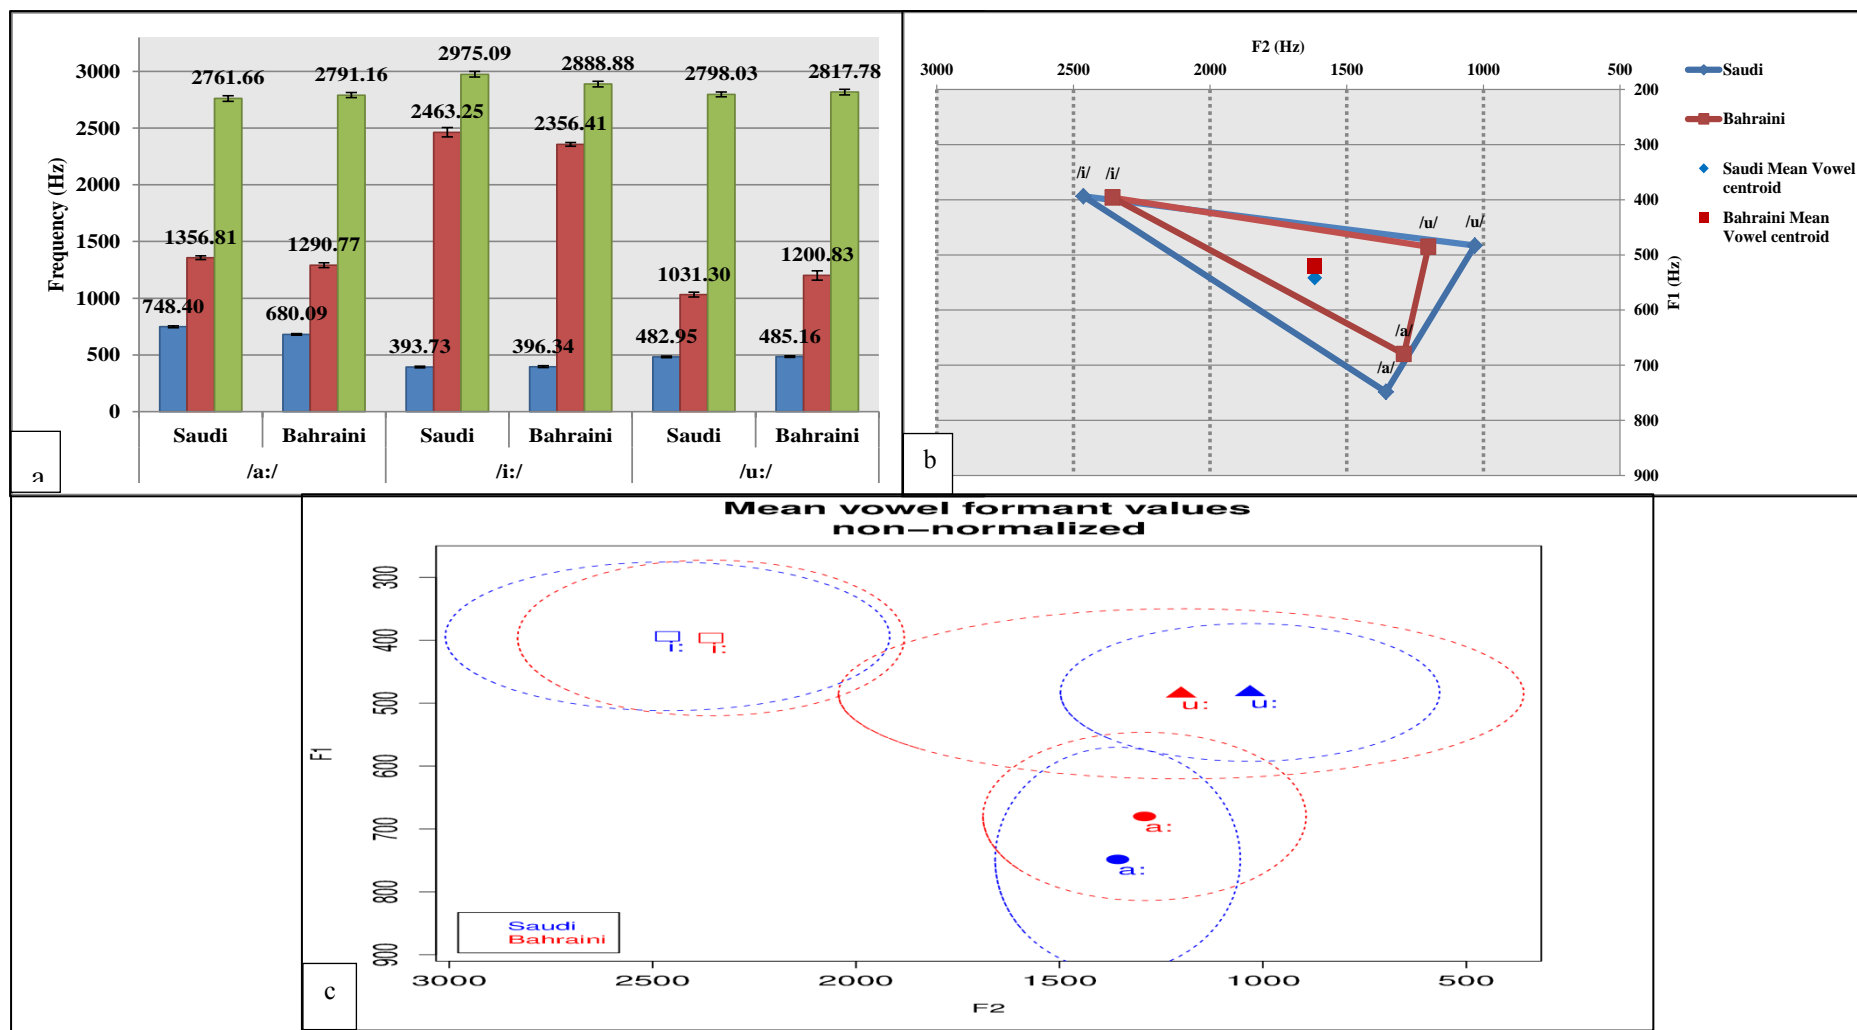 3000
2500
2000
1500
1000
500
0
Frequency (Hz)
748.40
1356.81
2761.66
680.09
1290.77
2791.16
393.73
2463.25
2975.09
396.34
2356.41
2888.88
482.95
1031.30
2798.03
485.16
1200.83
2817.78
Saudi
Bahraini
Saudi
Bahraini
Saudi
Bahraini
/a:/
/i:/
/u:/
a
F2 (Hz)
3000
2500
2000
1500
1000
500
200
300
400
500
600
700
800
900
F1 (Hz)
/i/
/i/
/u/
/u/
/a/
/a/
Saudi
Bahraini
Saudi Mean Vowel
centroid
Bahraini Mean
Vowel centroid
b
Mean vowel formant values
non−normalized
300
400
500
600
700
800
900
F1
i:
i:
u:
u:
a:
a:
Saudi
Bahraini
3000
2500
2000
1500
1000
500
F2
c